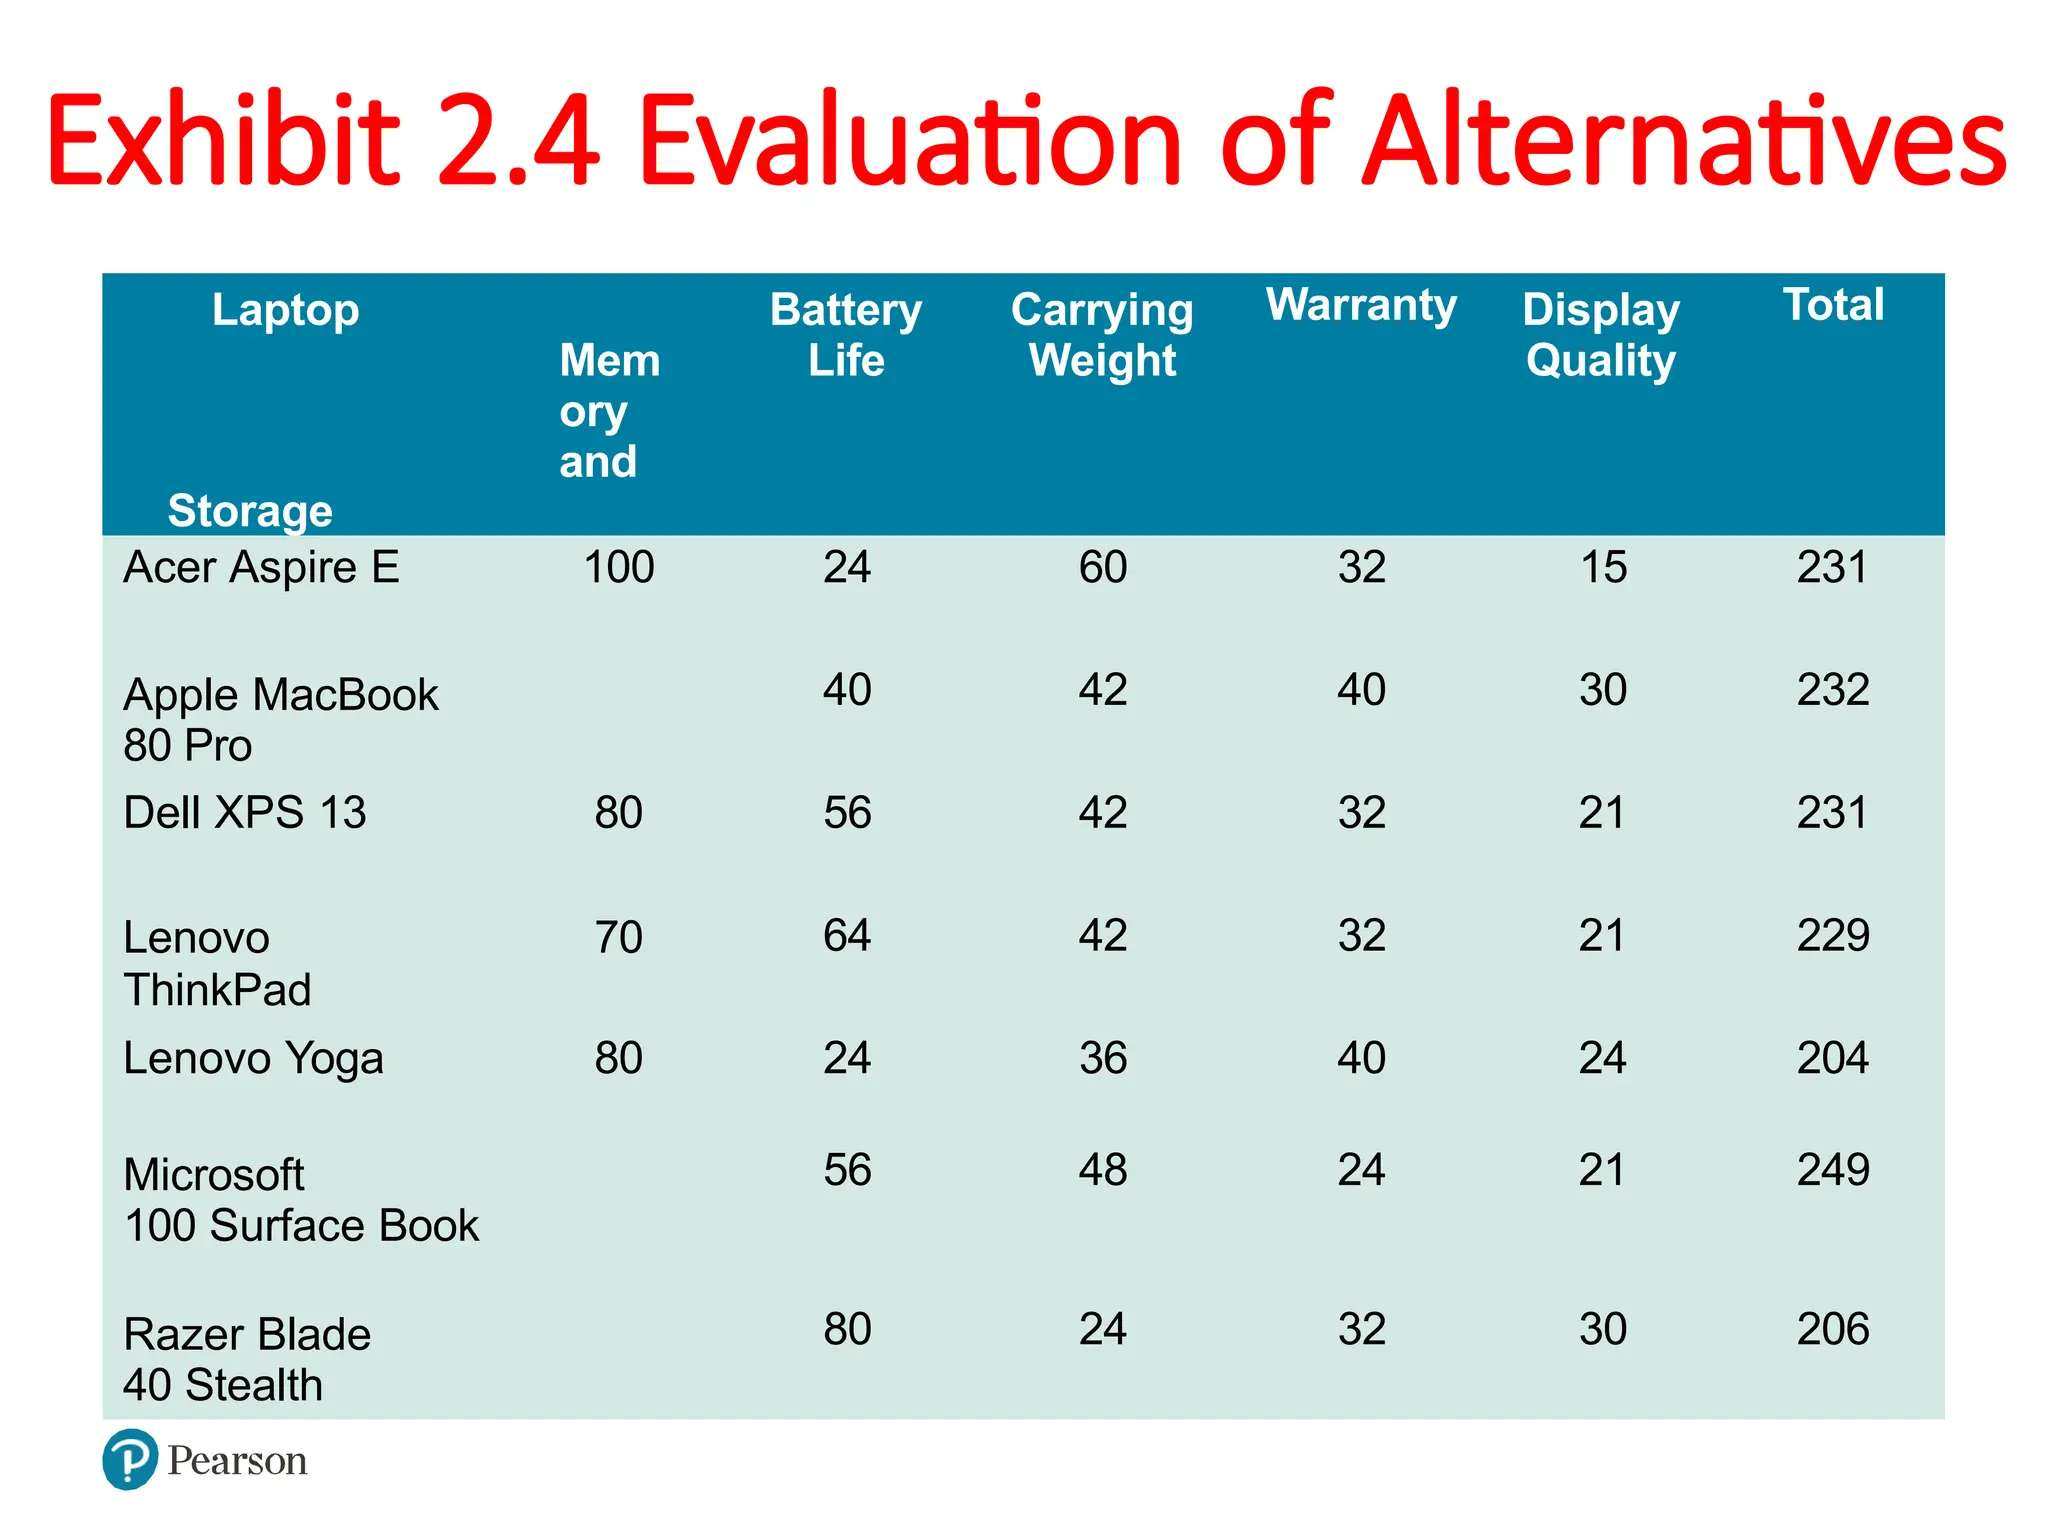 Exhibit 2.4 Evaluation of Alternatives
Laptop Mem ory and Storage Battery Life Carrying Weight Warranty Display Quality Total
Acer Aspire E 100 24 60 32 15 231
Apple MacBook 40 42 40 30 232
80 Pro
Dell XPS 13 80 56 42 32 21 231
Lenovo 70 64 42 32 21 229
ThinkPad
Lenovo Yoga 80 24 36 40 24 204
Microsoft 56 48 24 21 249
100 Surface Book
Razer Blade 80 24 32 30 206
40 Stealth
Pearson